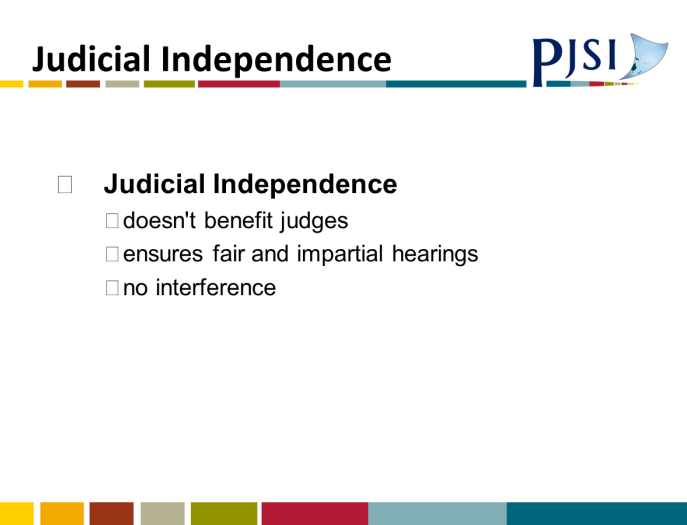 Judicial Independence
PJSI
Judicial Independence
doesn't benefit judges
ensures fair and impartial hearings
no interference